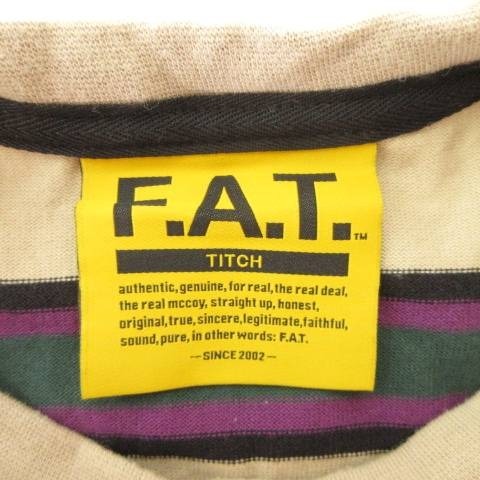 F.A.T.™
TITCH
authentic, genuine, for real, the real deal,
the real mccoy, straight up, honest,
original, true, sincere, legitimate, faithful,
sound, pure, in other words: F.A.T.
—SINCE 2002—